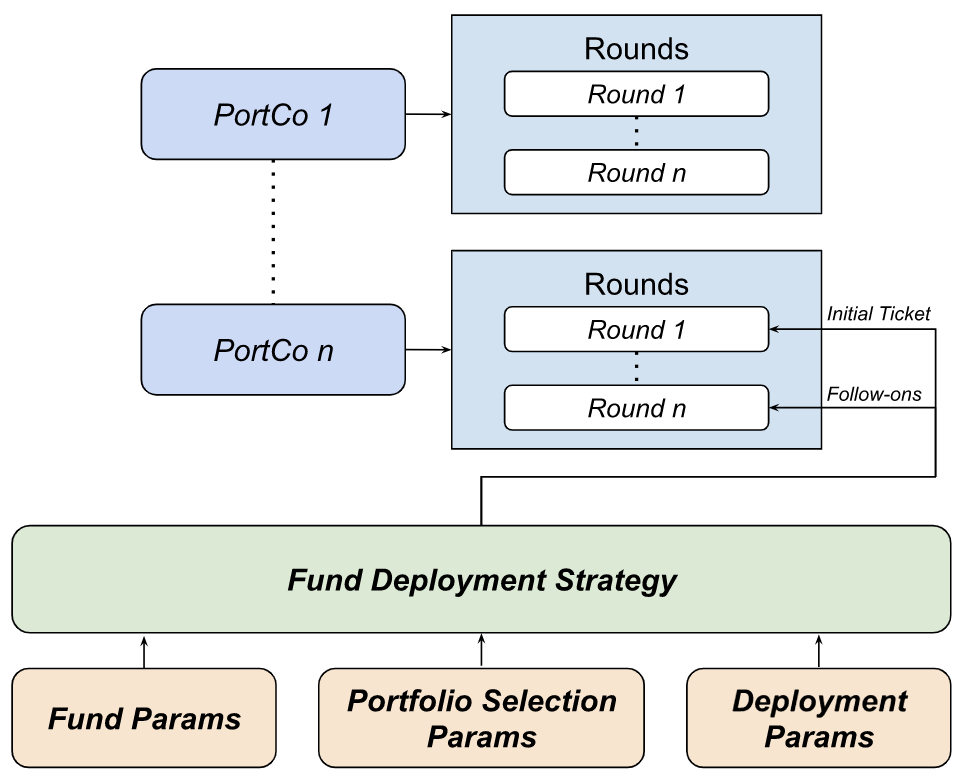 Rounds
PortCo 1
Round 1
Round n
Rounds
PortCo n
Round 1
Round n
Initial Ticket
Follow-ons
Fund Deployment Strategy
Fund Params
Portfolio Selection
Params
Deployment
Params